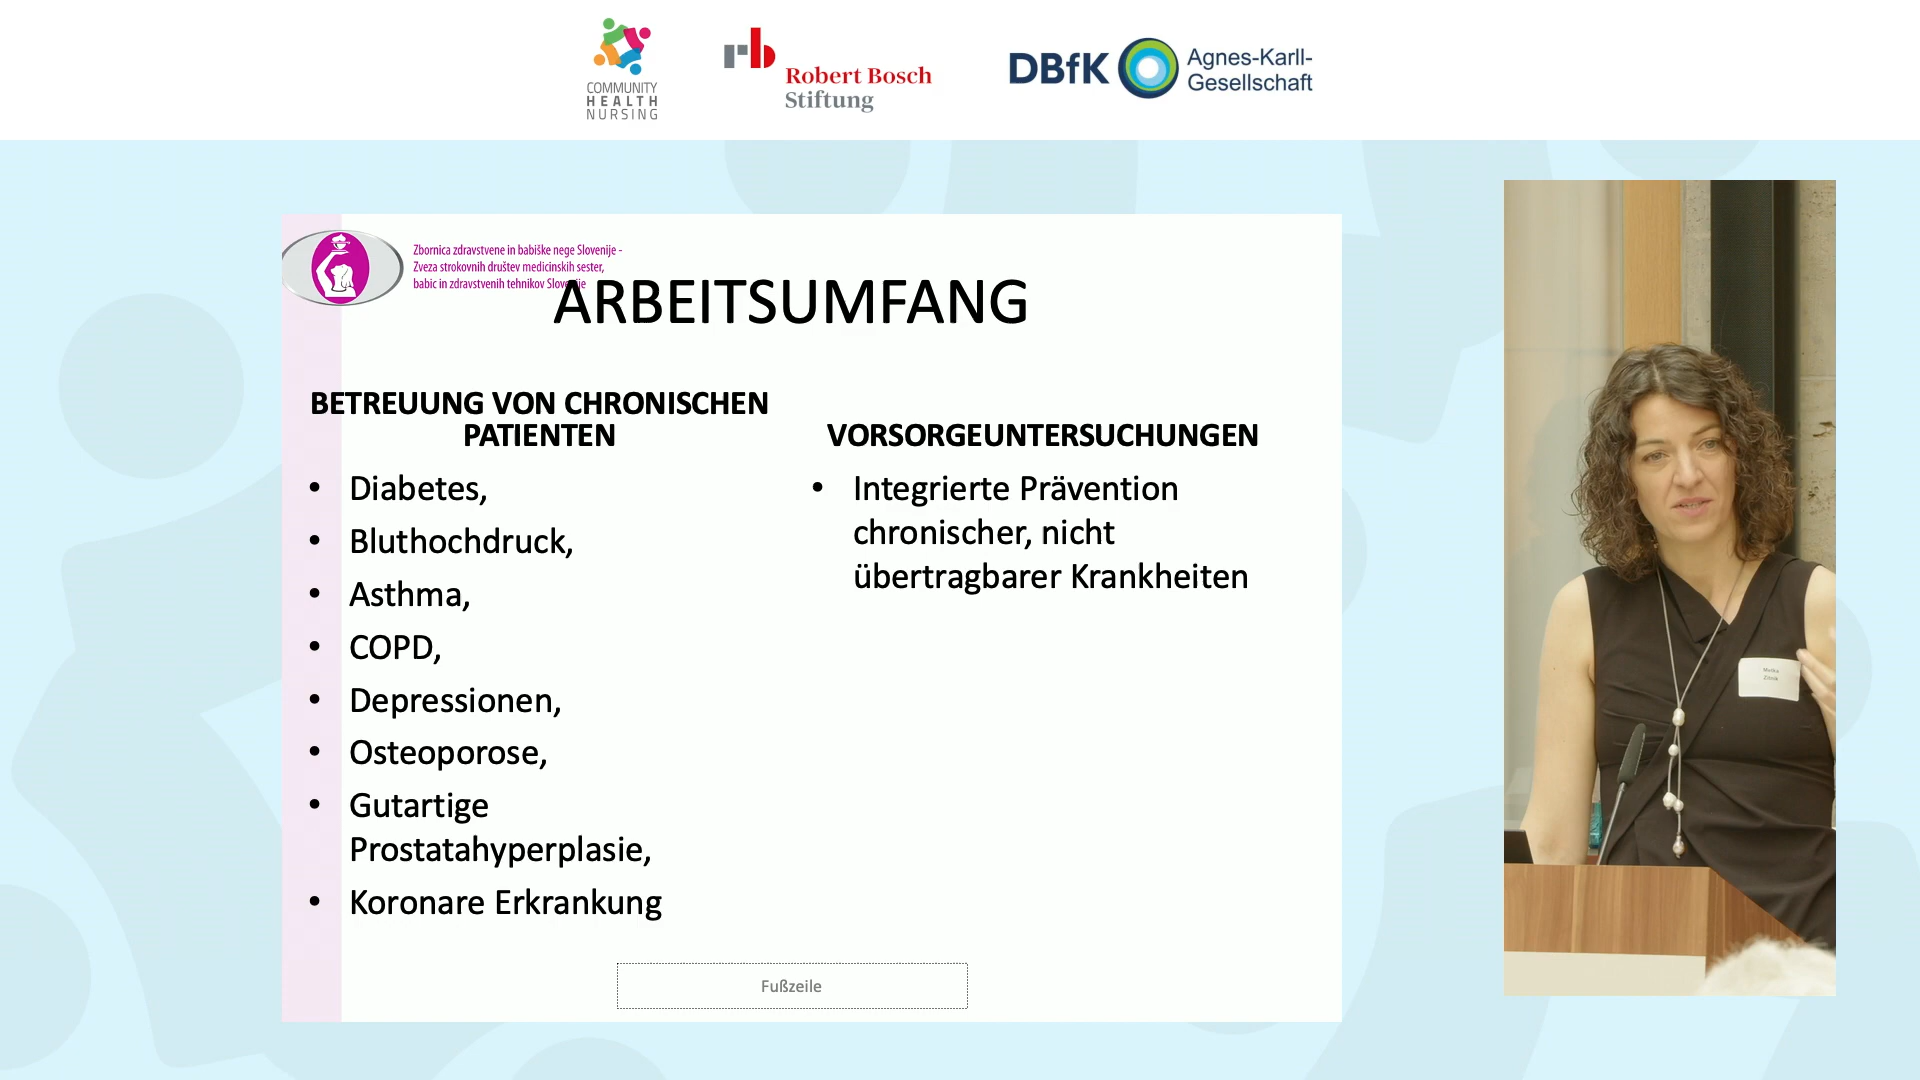 COMMUNITY
HEALTH
NURSING
rb
Robert Bosch
Stiftung
DBfK
Agnes-Karll-
Gesellschaft
Zbornica zdravstvene in babiške nege Slovenije -
Zveza strokovnih društev medicinskih sester,
babic in zdravstvenih tehnikov Slovenije
ARBEITSUMFANG
BETREUUNG VON CHRONISCHEN
PATIENTEN
• Diabetes,
• Bluthochdruck,
• Asthma,
• COPD,
• Depressionen,
• Osteoporose,
• Gutartige
Prostatahyperplasie,
• Koronare Erkrankung
VORSORGEUNTERSUCHUNGEN
• Integrierte Prävention
chronischer, nicht
übertragbarer Krankheiten
Fußzeile